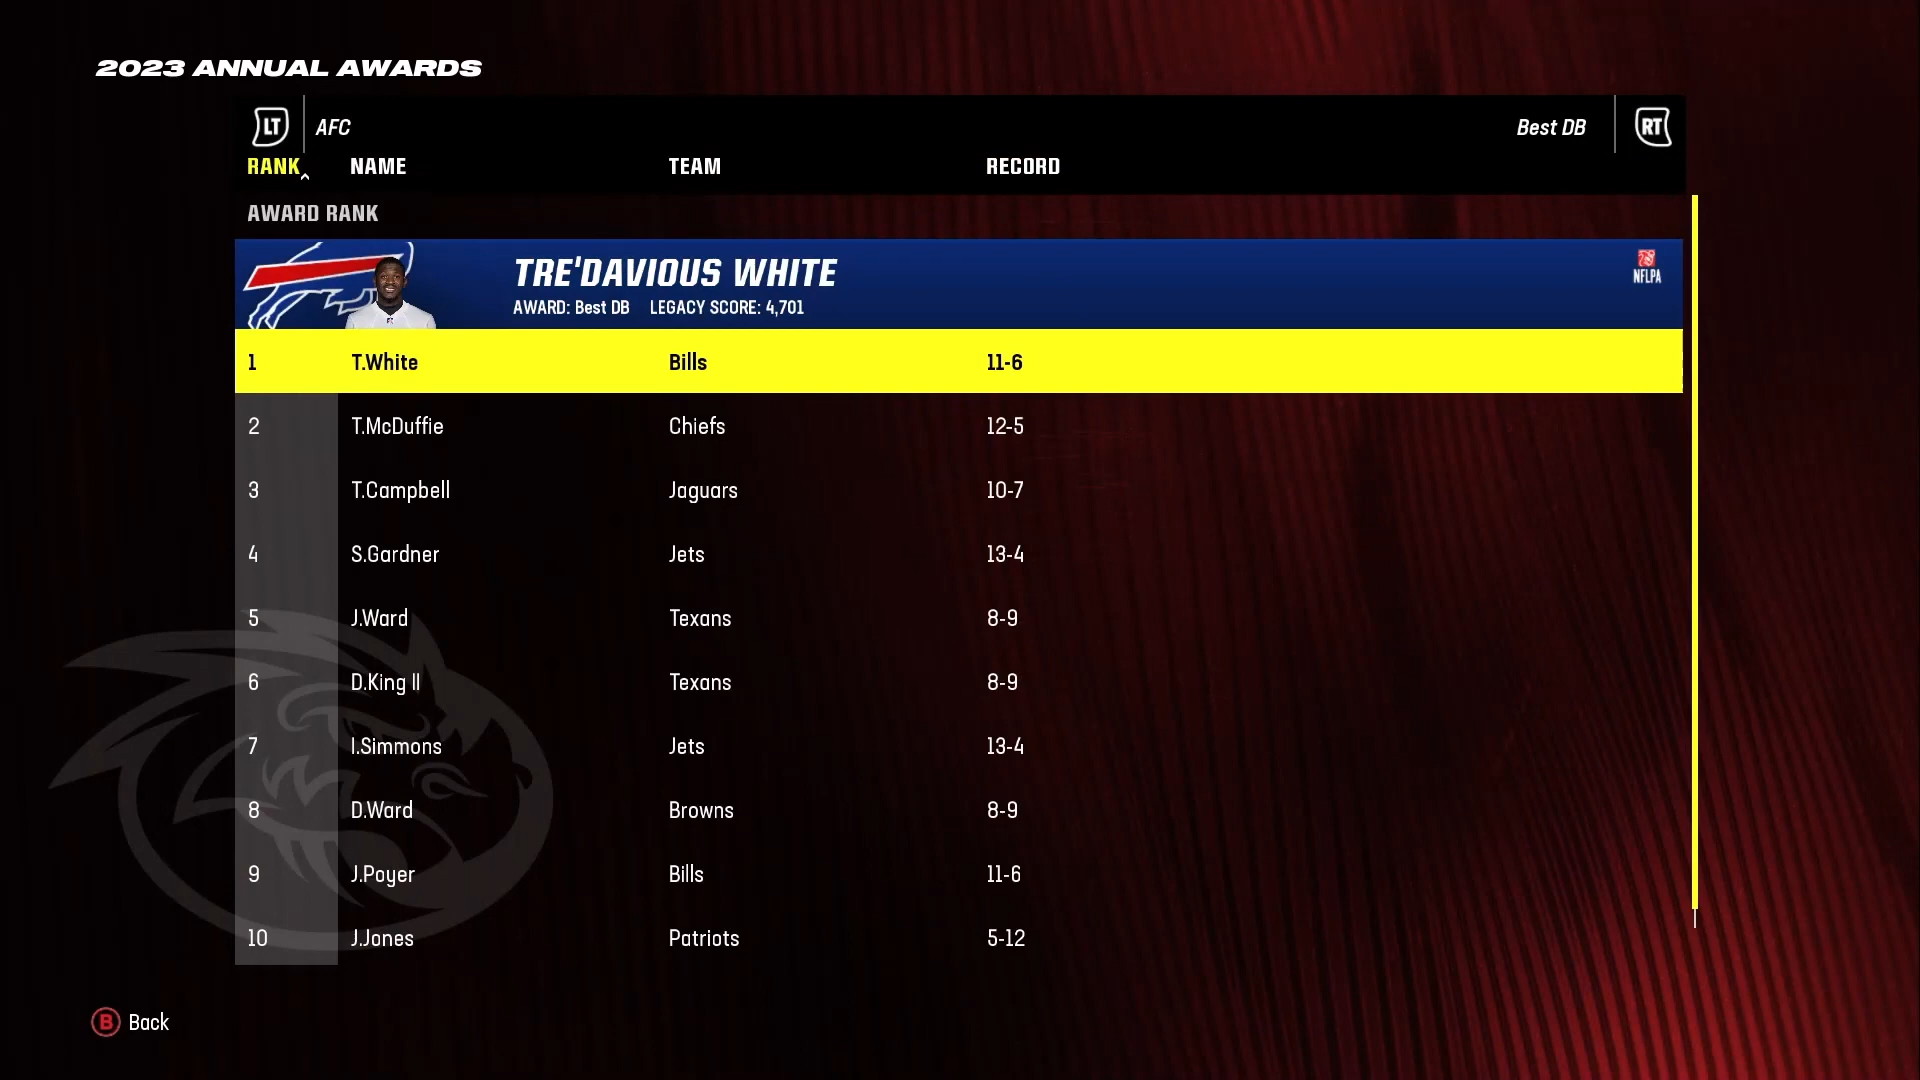 2023 ANNUAL AWARDS
LT AFC Best DB RT
RANK NAME TEAM RECORD
AWARD RANK
TRE'DAVIOUS WHITE
AWARD: Best DB LEGACY SCORE: 4,701
NFLPA
1 T.White Bills 11-6
2 T.McDuffie Chiefs 12-5
3 T.Campbell Jaguars 10-7
4 S.Gardner Jets 13-4
5 J.Ward Texans 8-9
6 D.King II Texans 8-9
7 I.Simmons Jets 13-4
8 D.Ward Browns 8-9
9 J.Poyer Bills 11-6
10 J.Jones Patriots 5-12
B Back